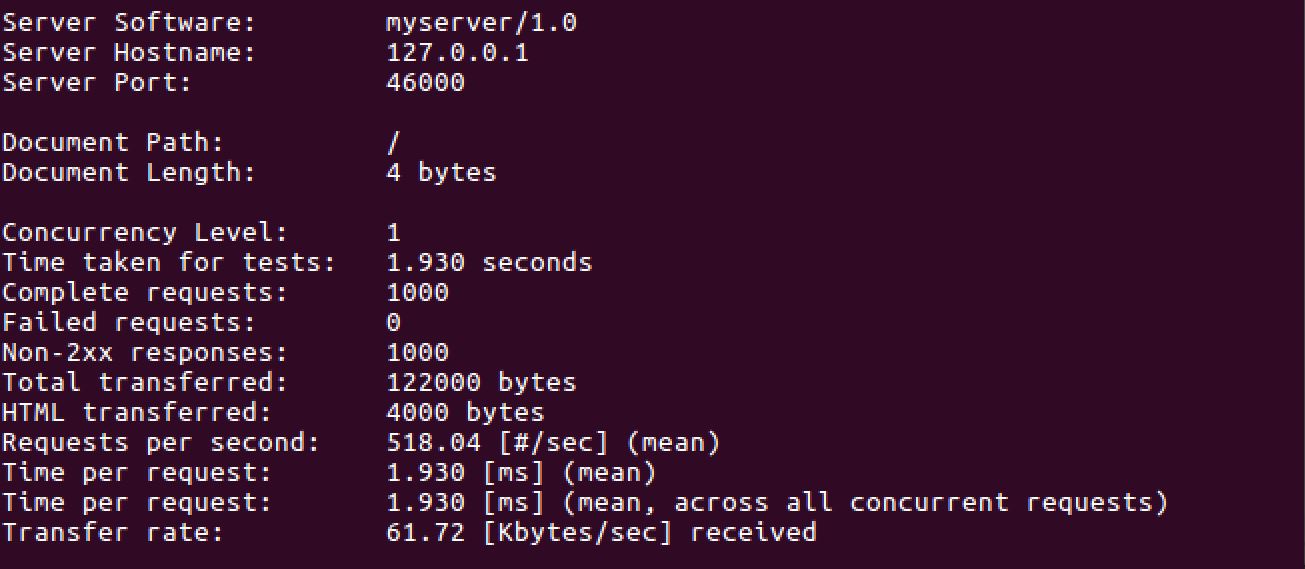 Server Software: myserver/1.0
Server Hostname: 127.0.0.1
Server Port: 46000
Document Path: /
Document Length: 4 bytes
Concurrency Level: 1
Time taken for tests: 1.930 seconds
Complete requests: 1000
Failed requests: 0
Non-2xx responses: 1000
Total transferred: 122000 bytes
HTML transferred: 4000 bytes
Requests per second: 518.04 [#/sec] (mean)
Time per request: 1.930 [ms] (mean)
Time per request: 1.930 [ms] (mean, across all concurrent requests)
Transfer rate: 61.72 [Kbytes/sec] received